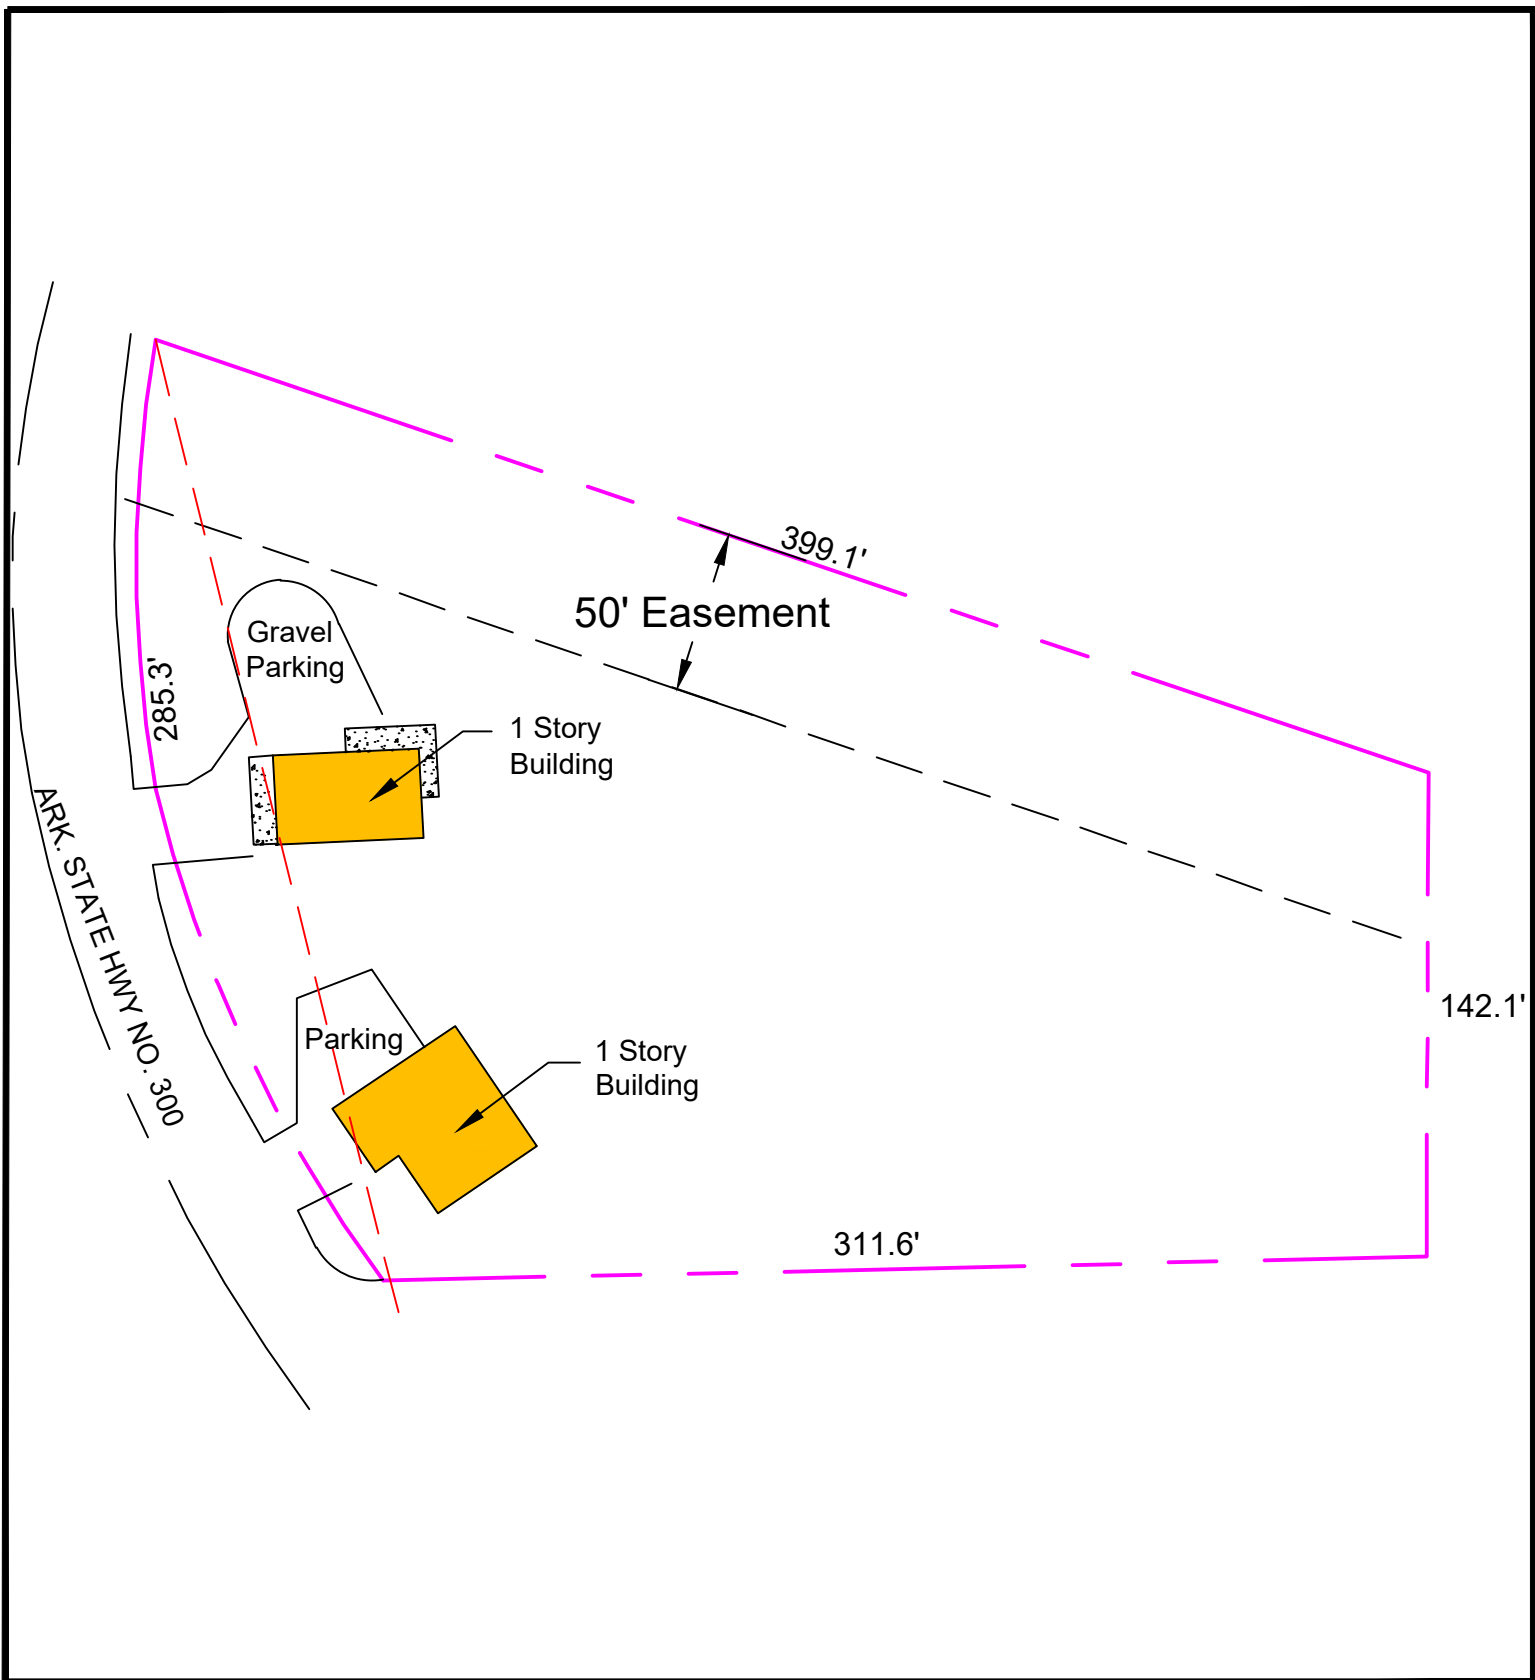 399.1'
50' Easement
Gravel
Parking
285.3'
1 Story
Building
ARK. STATE HWY NO. 300
142.1'
Parking
1 Story
Building
311.6'